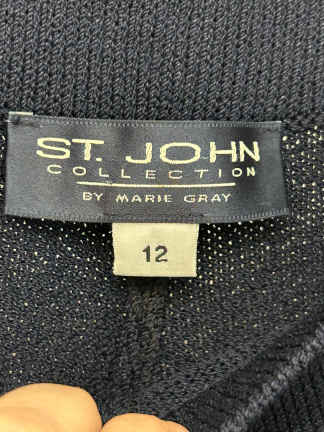 ST. JOHN
COLLECTION
BY MARIE GRAY
12